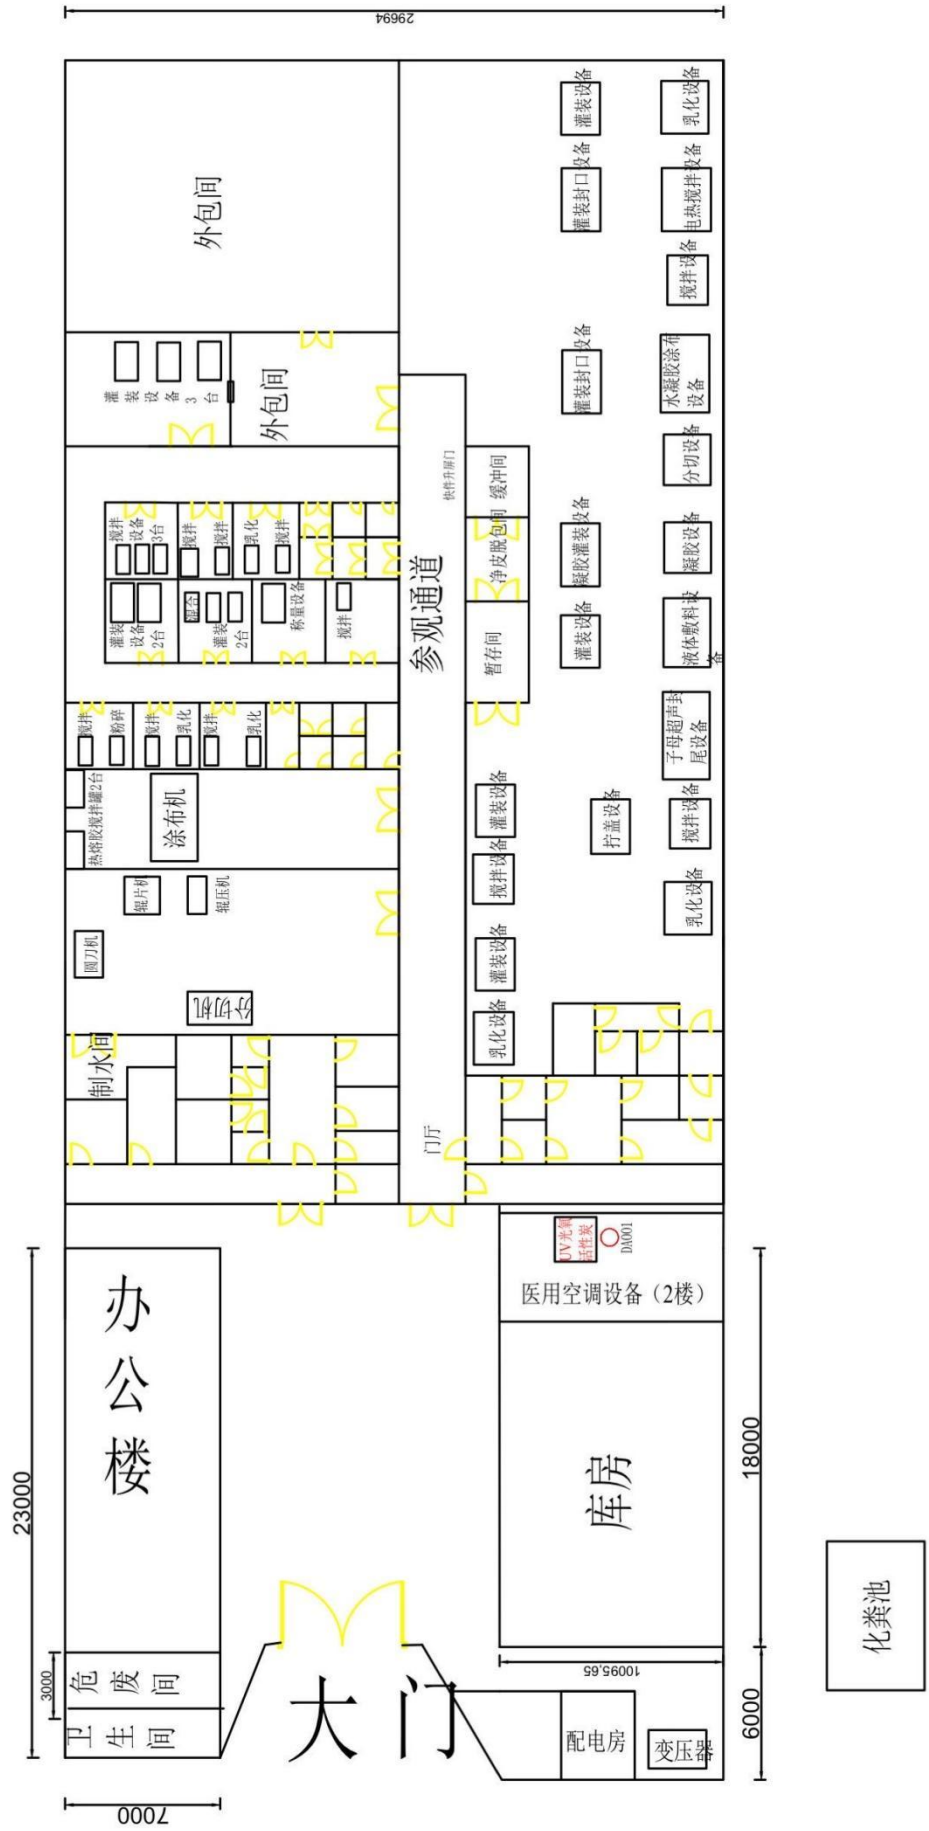 29694
外包间
灌装设备
乳化设备
灌装封口设备
电热搅拌设备
搅拌设备
灌装设备3台
外包间
灌装封口设备
水凝胶涂布设备
分切设备
快件升屏门
缓冲间
净皮脱包间
暂存间
参观通道
凝胶灌装设备
凝胶设备
灌装设备
液体敷料设备
搅拌设备3台
搅拌
搅拌
乳化
搅拌
灌装设备2台
混合
灌装2台
称量设备
搅拌
搅拌
粉碎
搅拌
乳化
搅拌
乳化
子母超声封尾设备
热熔胶搅拌罐2台
涂布机
灌装设备
拧盖设备
搅拌设备
搅拌设备
辊片机
辊压机
乳化设备
圆刀机
灌装设备
分切机
乳化设备
制水间
门厅
UV光氧
活性炭
DA001
医用空调设备（2楼）
办公楼
23000
库房
18000
危废间
3000
卫生间
7000
大门
10095,65
6000
配电房
变压器
化粪池